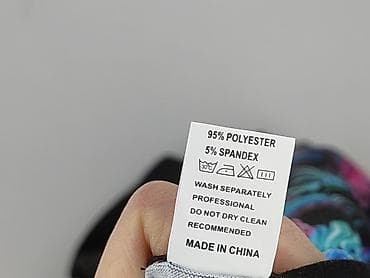 95% POLYESTER
5% SPANDEX
WASH SEPARATELY
PROFESSIONAL
DO NOT DRY CLEAN
RECOMMENDED
MADE IN CHINA